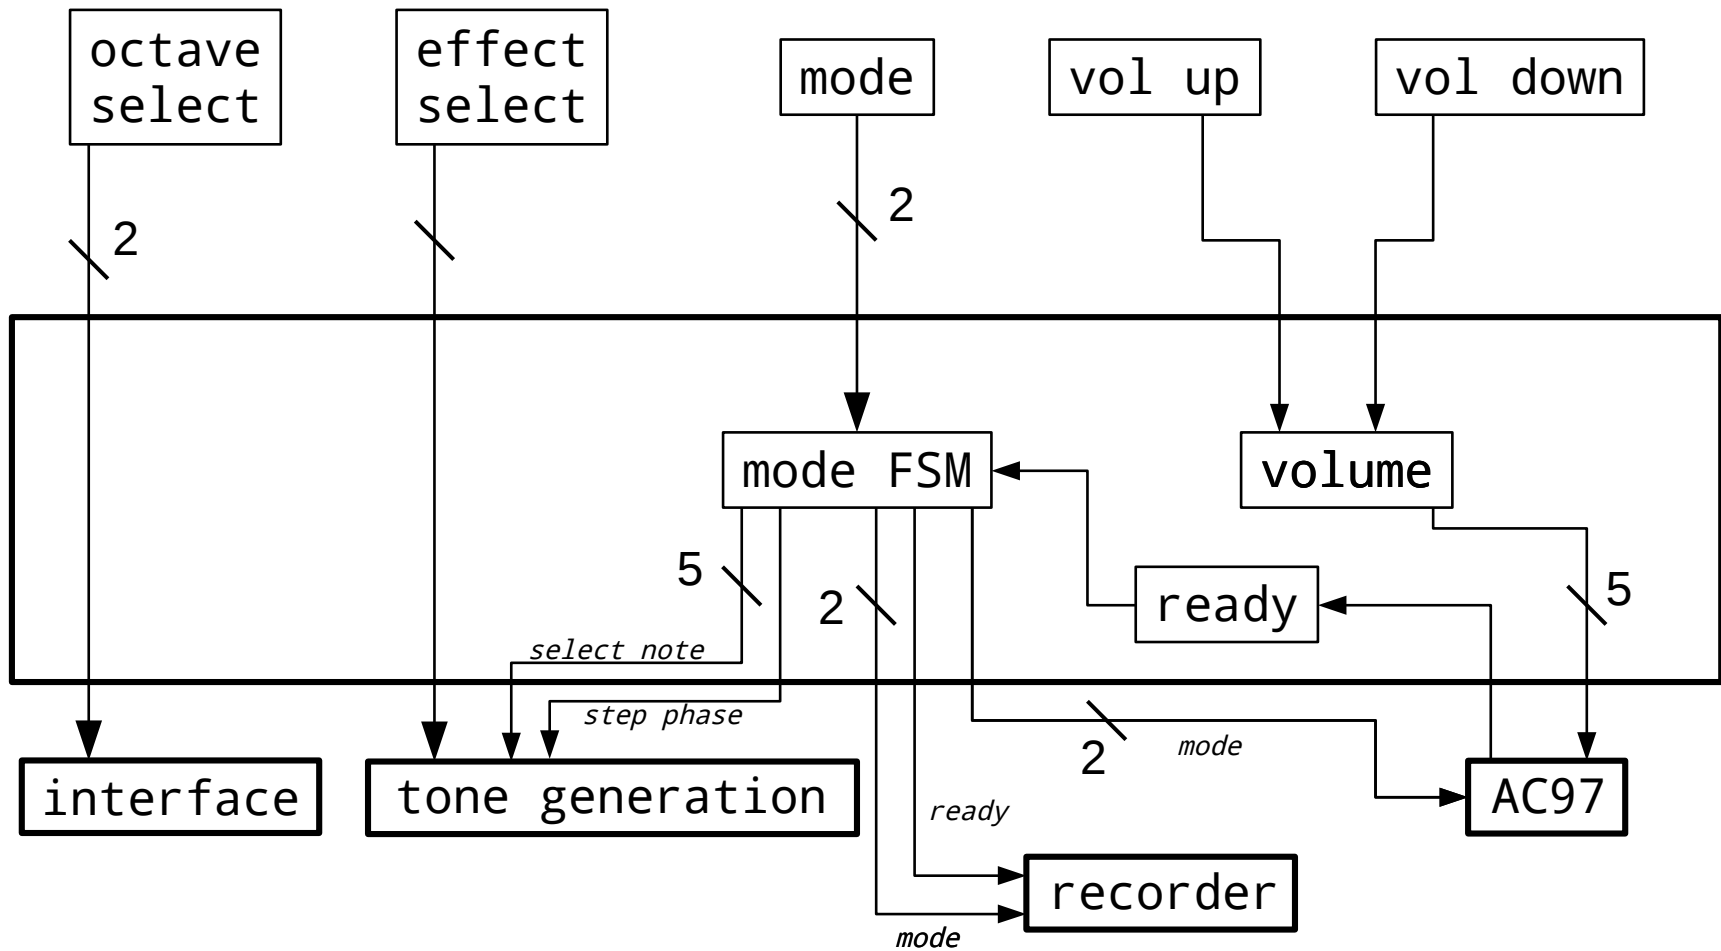 octave
select
effect
select
mode
vol up
vol down
2
2
mode FSM
volume
5
2
ready
5
select note
step phase
2
mode
interface
tone generation
ready
AC97
recorder
mode